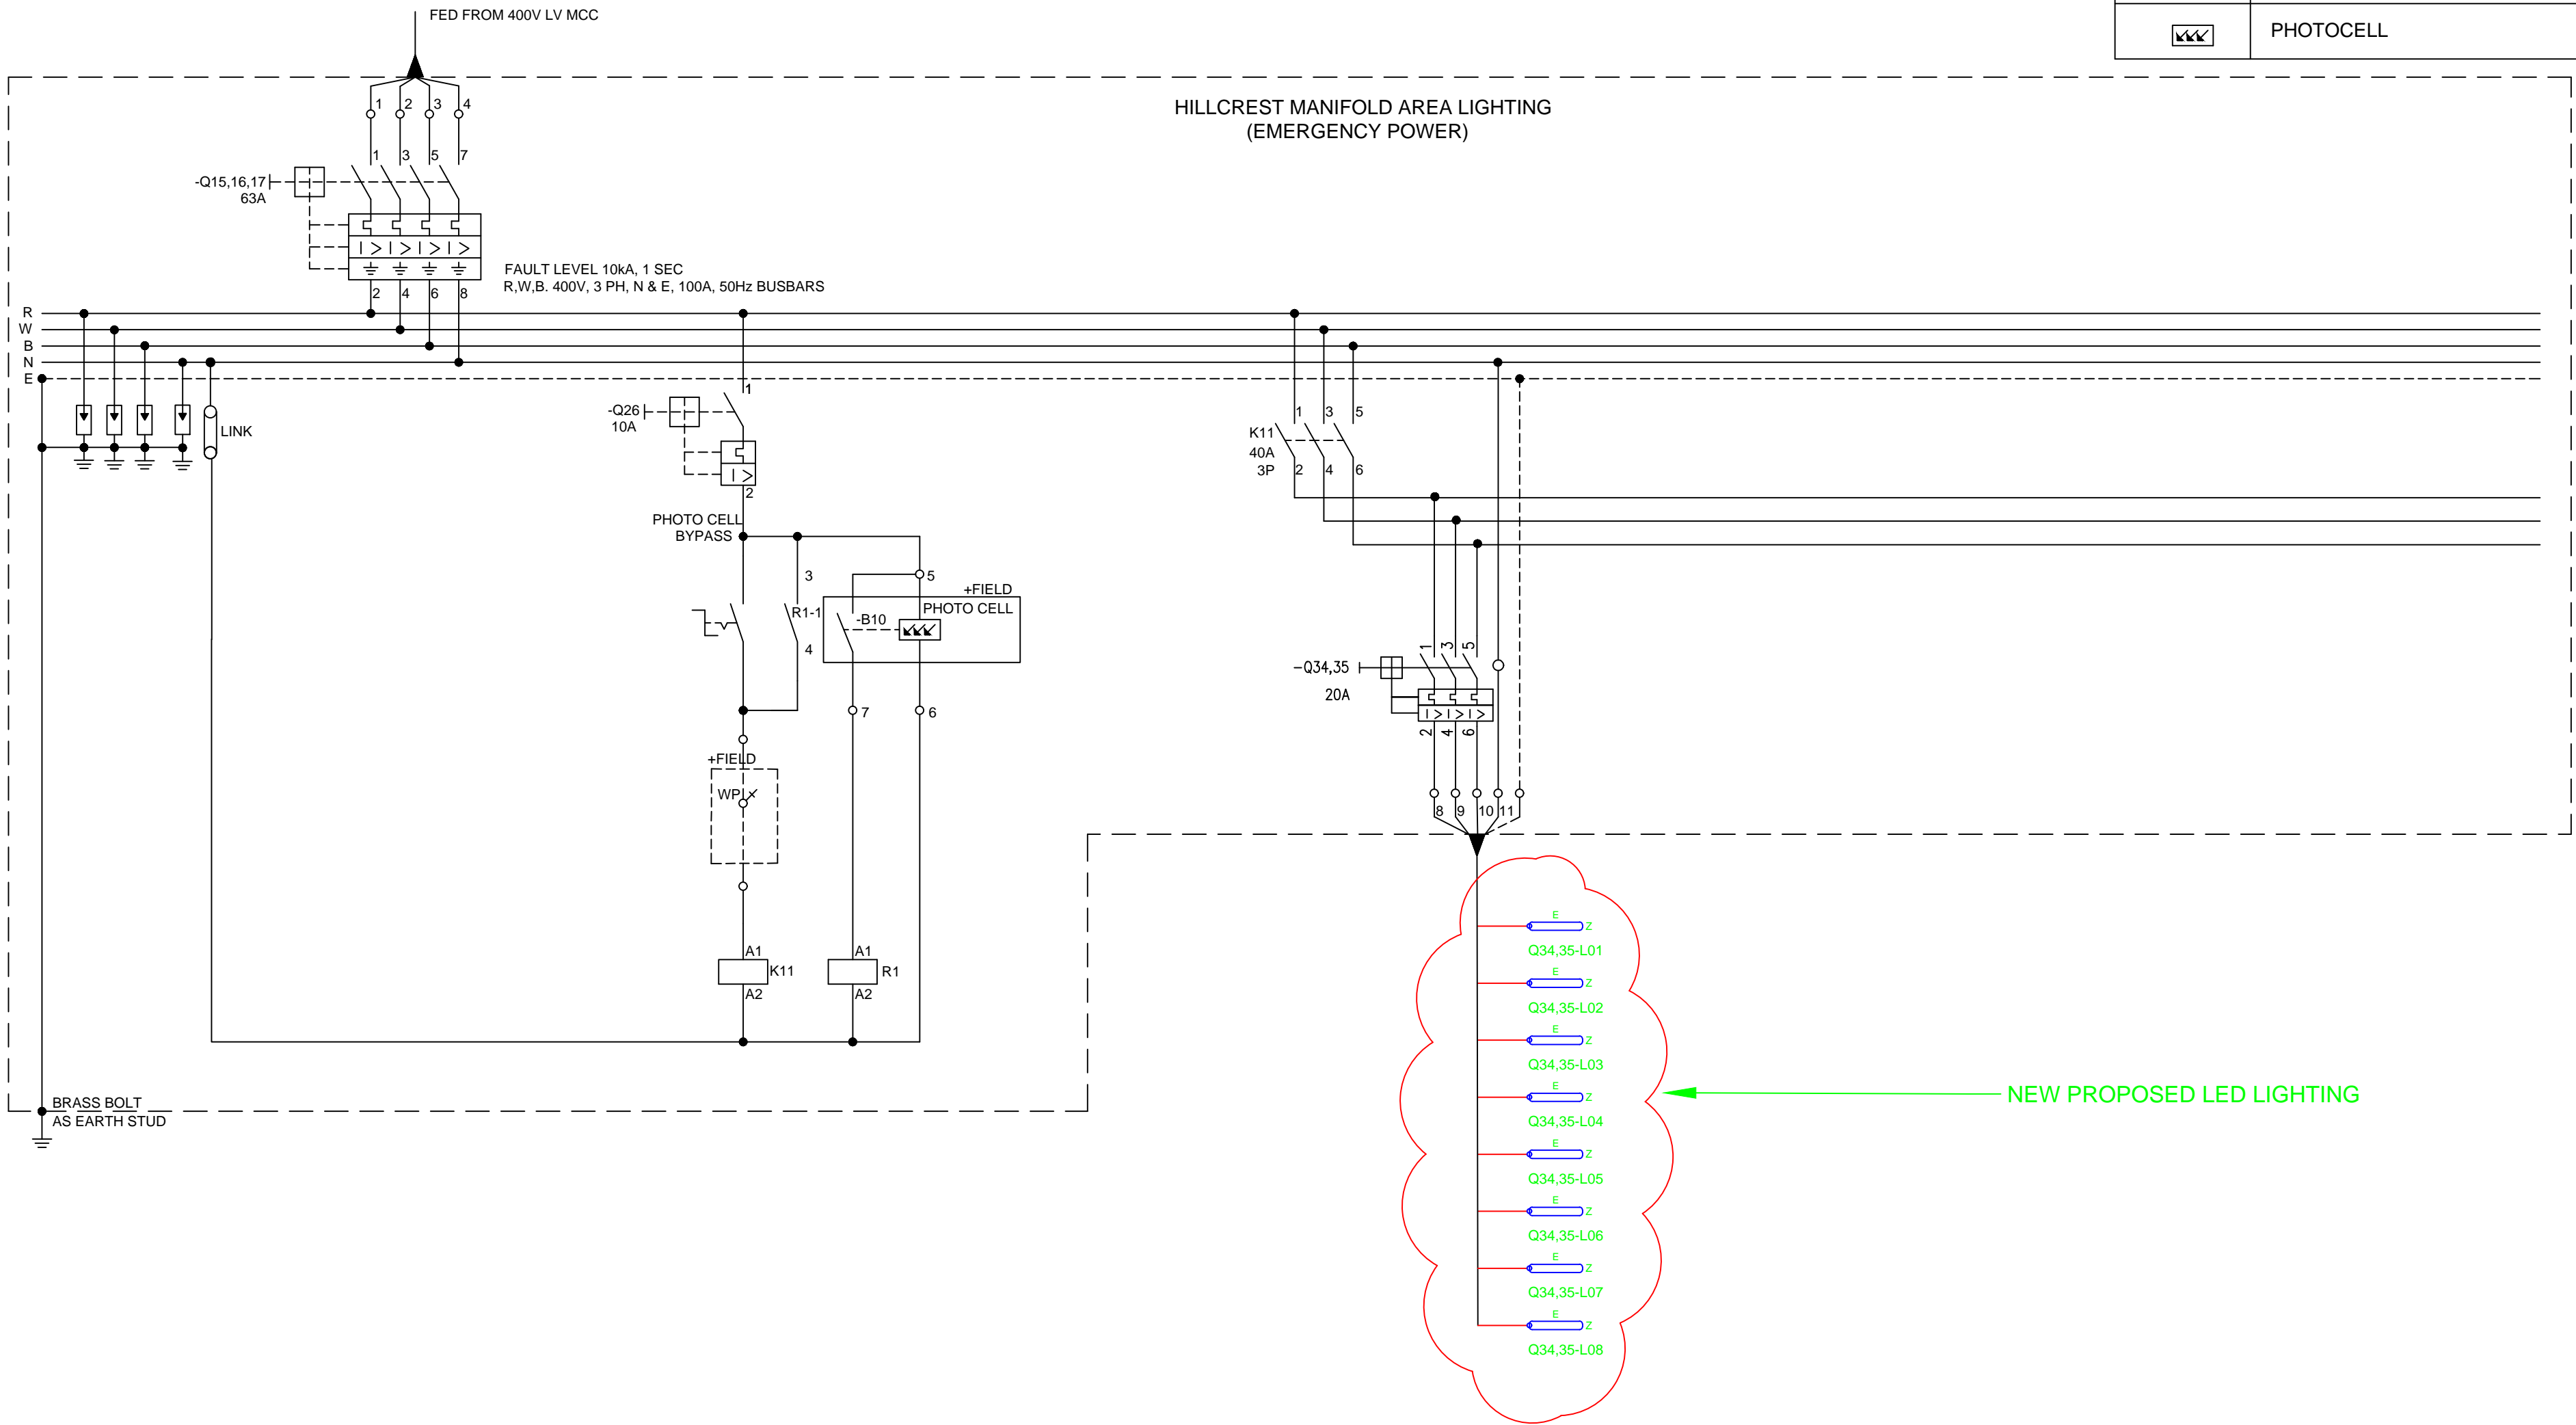 FED FROM 400V LV MCC
PHOTOCELL
HILLCREST MANIFOLD AREA LIGHTING
(EMERGENCY POWER)
1 2 3 4
1 3 5 7
-Q15,16,17
63A
FAULT LEVEL 10kA, 1 SEC
R,W,B. 400V, 3 PH, N & E, 100A, 50Hz BUSBARS
2 4 6 8
R
W
B
N
E
LINK
1
-Q26
10A
2
1 3 5
K11
40A
3P
2 4 6
PHOTO CELL
BYPASS
3
R1-1
4
5
+FIELD
PHOTO CELL
-B10
7
6
+FIELD
WP
A1
K11
A2
A1
R1
A2
1 3 5
-Q34,35
20A
2 4 6
8 9 10 11
BRASS BOLT
AS EARTH STUD
E
Z
Q34,35-L01
E
Z
Q34,35-L02
E
Z
Q34,35-L03
E
Z
Q34,35-L04
E
Z
Q34,35-L05
E
Z
Q34,35-L06
E
Z
Q34,35-L07
E
Z
Q34,35-L08
NEW PROPOSED LED LIGHTING